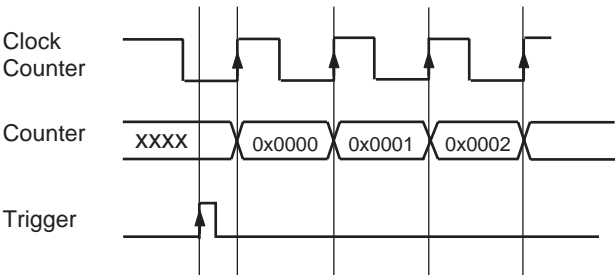 Clock
Counter
Counter
XXXX
0x0000
0x0001
0x0002
Trigger